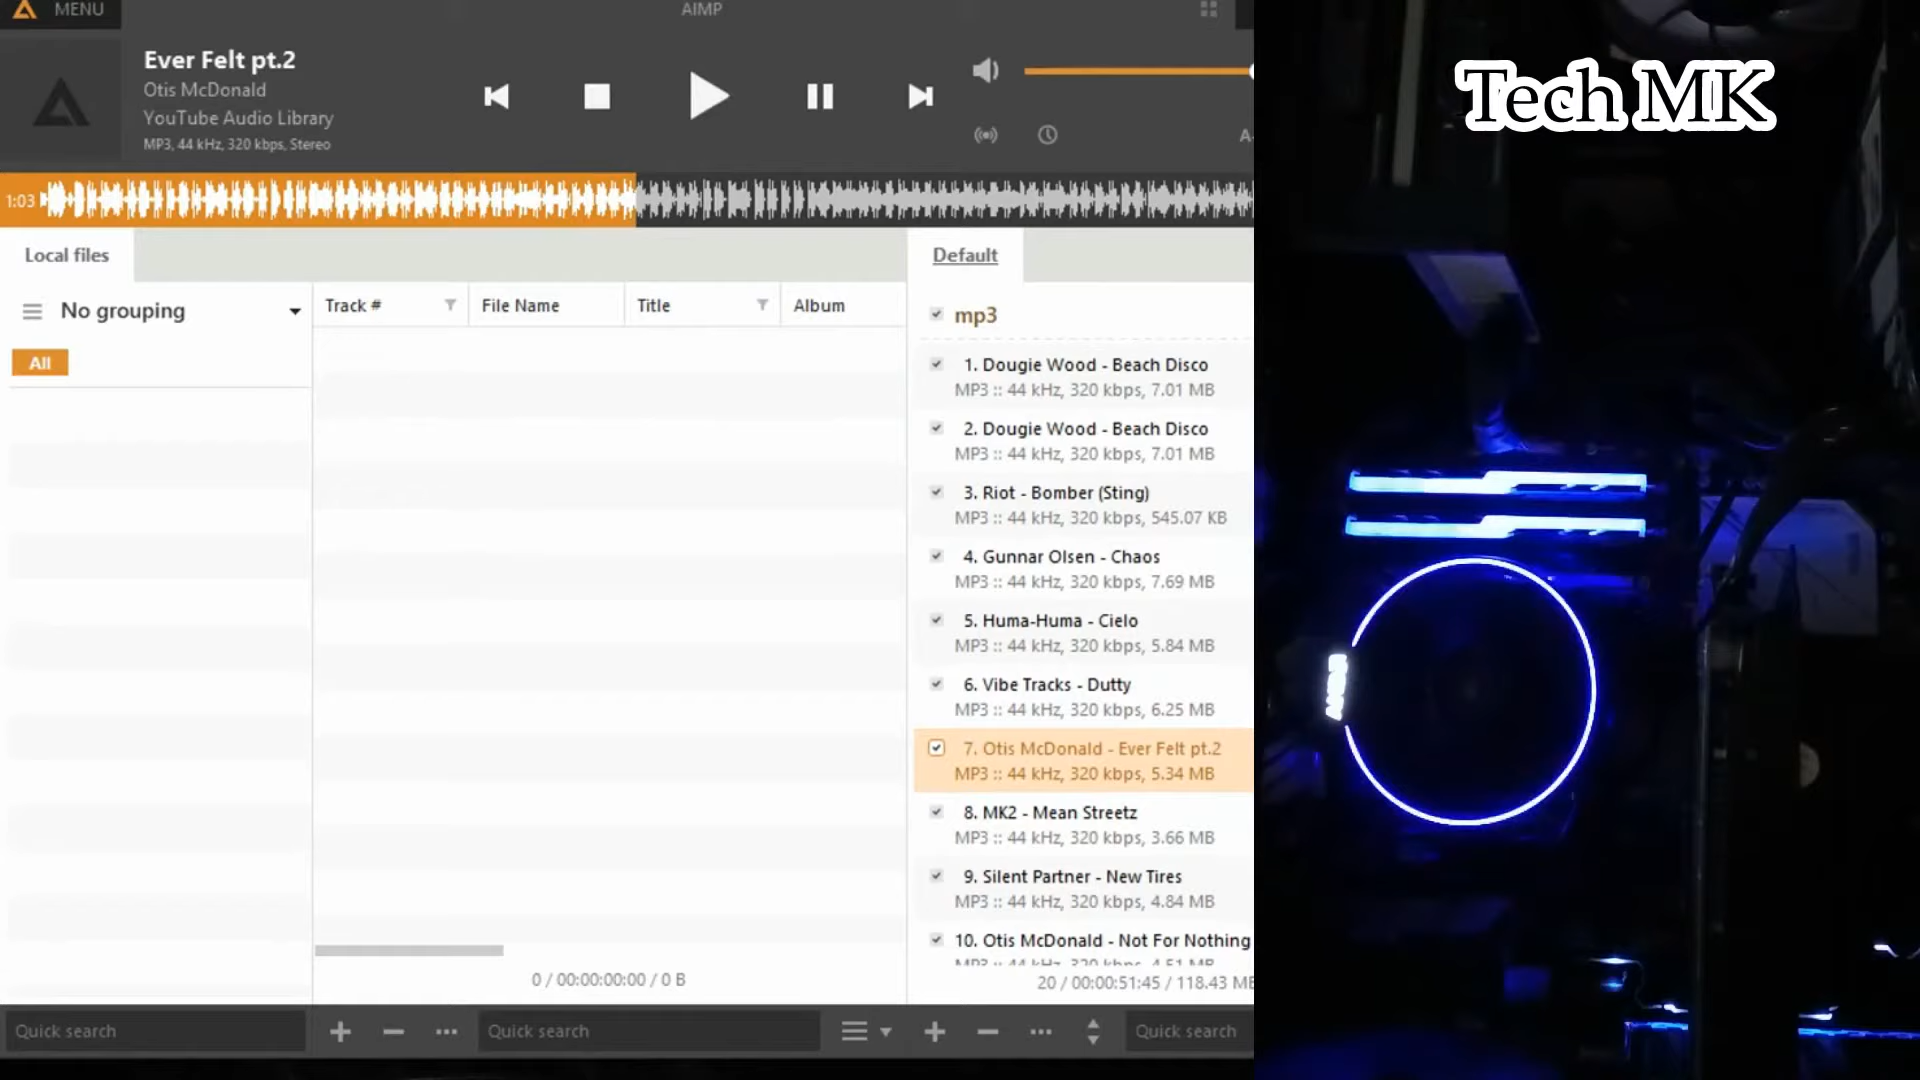 MENU
AIMP
Ever Felt pt.2
Otis McDonald
YouTube Audio Library
MP3, 44 kHz, 320 kbps, Stereo
1:03
Local files
No grouping
All
Track #
File Name
Title
Album
0 / 00:00:00:00 / 0 B
Default
mp3
1. Dougie Wood - Beach Disco
MP3 :: 44 kHz, 320 kbps, 7.01 MB
2. Dougie Wood - Beach Disco
MP3 :: 44 kHz, 320 kbps, 7.01 MB
3. Riot - Bomber (Sting)
MP3 :: 44 kHz, 320 kbps, 545.07 KB
4. Gunnar Olsen - Chaos
MP3 :: 44 kHz, 320 kbps, 7.69 MB
5. Huma-Huma - Cielo
MP3 :: 44 kHz, 320 kbps, 5.84 MB
6. Vibe Tracks - Dutty
MP3 :: 44 kHz, 320 kbps, 6.25 MB
7. Otis McDonald - Ever Felt pt.2
MP3 :: 44 kHz, 320 kbps, 5.34 MB
8. MK2 - Mean Streetz
MP3 :: 44 kHz, 320 kbps, 3.66 MB
9. Silent Partner - New Tires
MP3 :: 44 kHz, 320 kbps, 4.84 MB
10. Otis McDonald - Not For Nothing
MP3 :: 44 kHz, 320 kbps, 4.51 MB
20 / 00:00:51:45 / 118.43 ME
Quick search
Quick search
Quick search
Tech MK